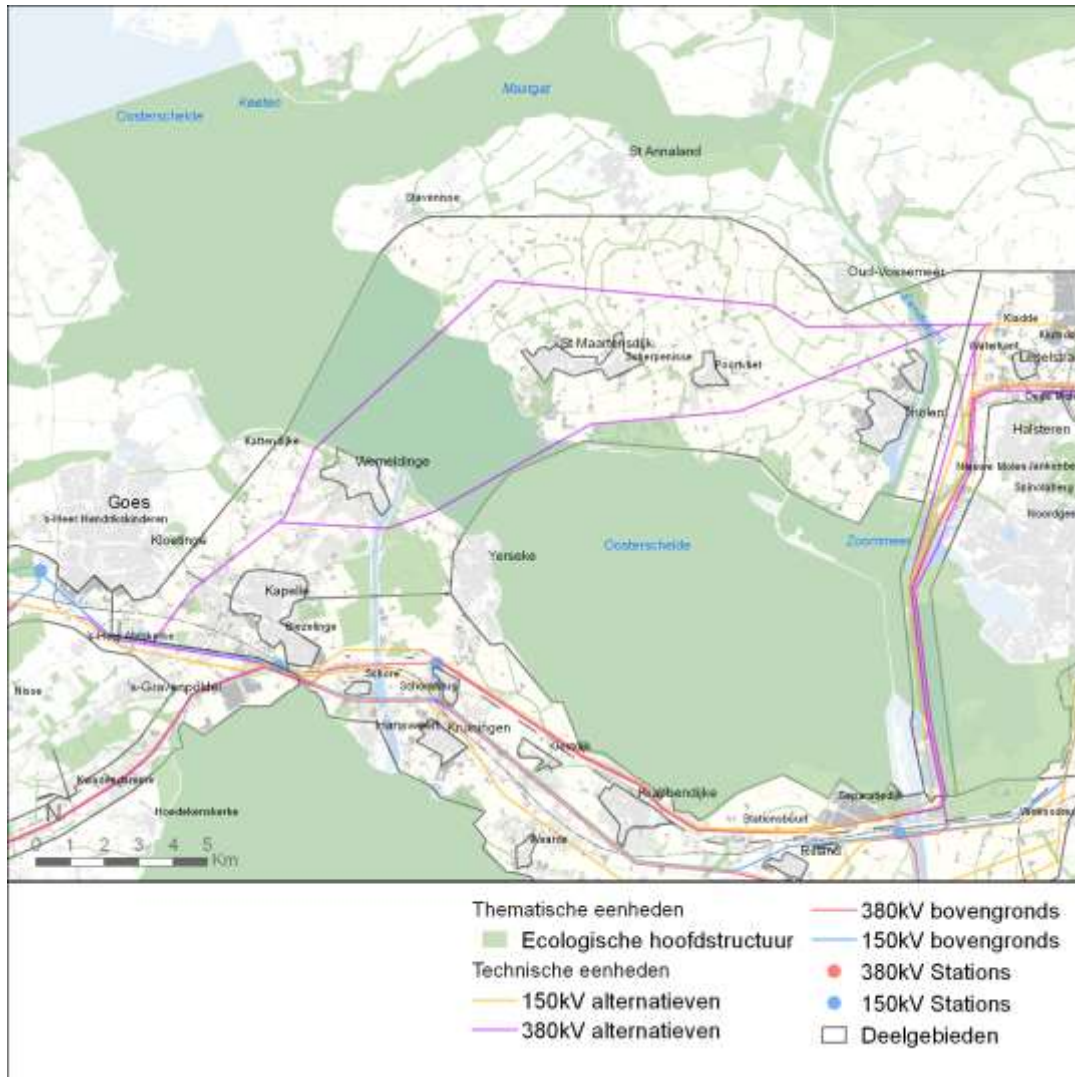 Oosterschelde
Keeten
St Annaland
Stavenisse
Oud-Vossemeer
Kladde
St Maartensdijk
Scherpenisse
Poortvliet
Tholen
Halsteren
Kattendijke
Wemeldinge
Goes
's-Heer Hendrikskinderen
Kloetinge
Yerseke
Oosterschelde
Zoommeer
Kapelle
Biezelinge
's-Gravenpolder
Nisse
Schore
Hansweert
Kruiningen
Krabbendijke
Stationsbuurt
Rilland
Waarde
Hoedekenskerke
N
0 1 2 3 4 5
Km
Thematische eenheden
Ecologische hoofdstructuur
Technische eenheden
150kV alternatieven
380kV alternatieven
380kV bovengronds
150kV bovengronds
380kV Stations
150kV Stations
Deelgebieden